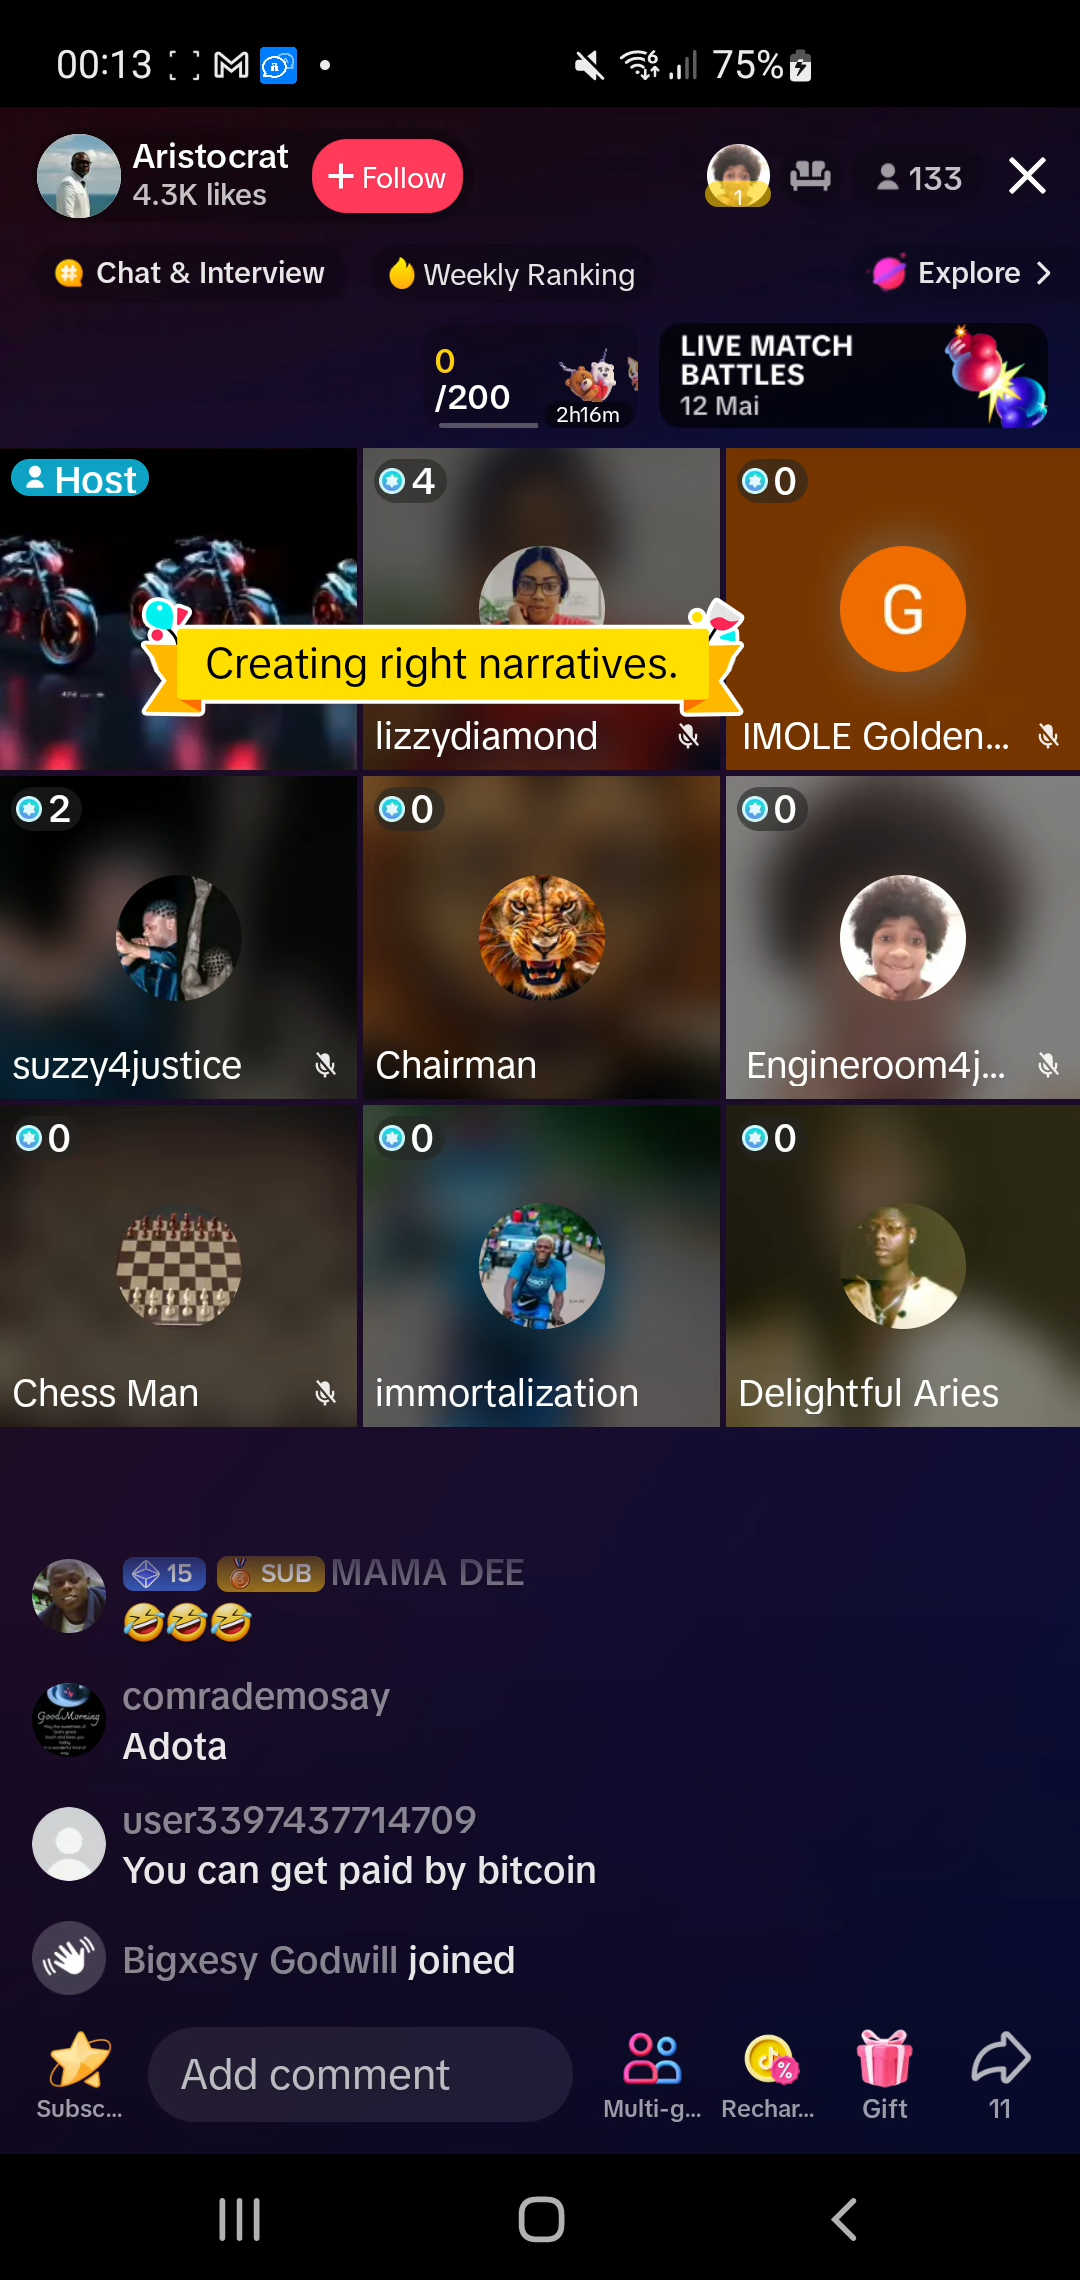 00:13
75%
Aristocrat
4.3K likes
+ Follow
1
133
Chat & Interview
Weekly Ranking
Explore
0
/200
2h16m
LIVE MATCH
BATTLES
12 Mai
Host
4
0
Creating right narratives.
G
lizzydiamond
IMOLE Golden...
2
0
0
suzzy4justice
Chairman
Engineroom4j...
0
0
0
Chess Man
immortalization
Delightful Aries
15
SUB
MAMA DEE
comrademosay
Adota
Good Morning
user3397437714709
You can get paid by bitcoin
Bigxesy Godwill joined
Add comment
Subsc...
Multi-g...
Rechar...
Gift
11